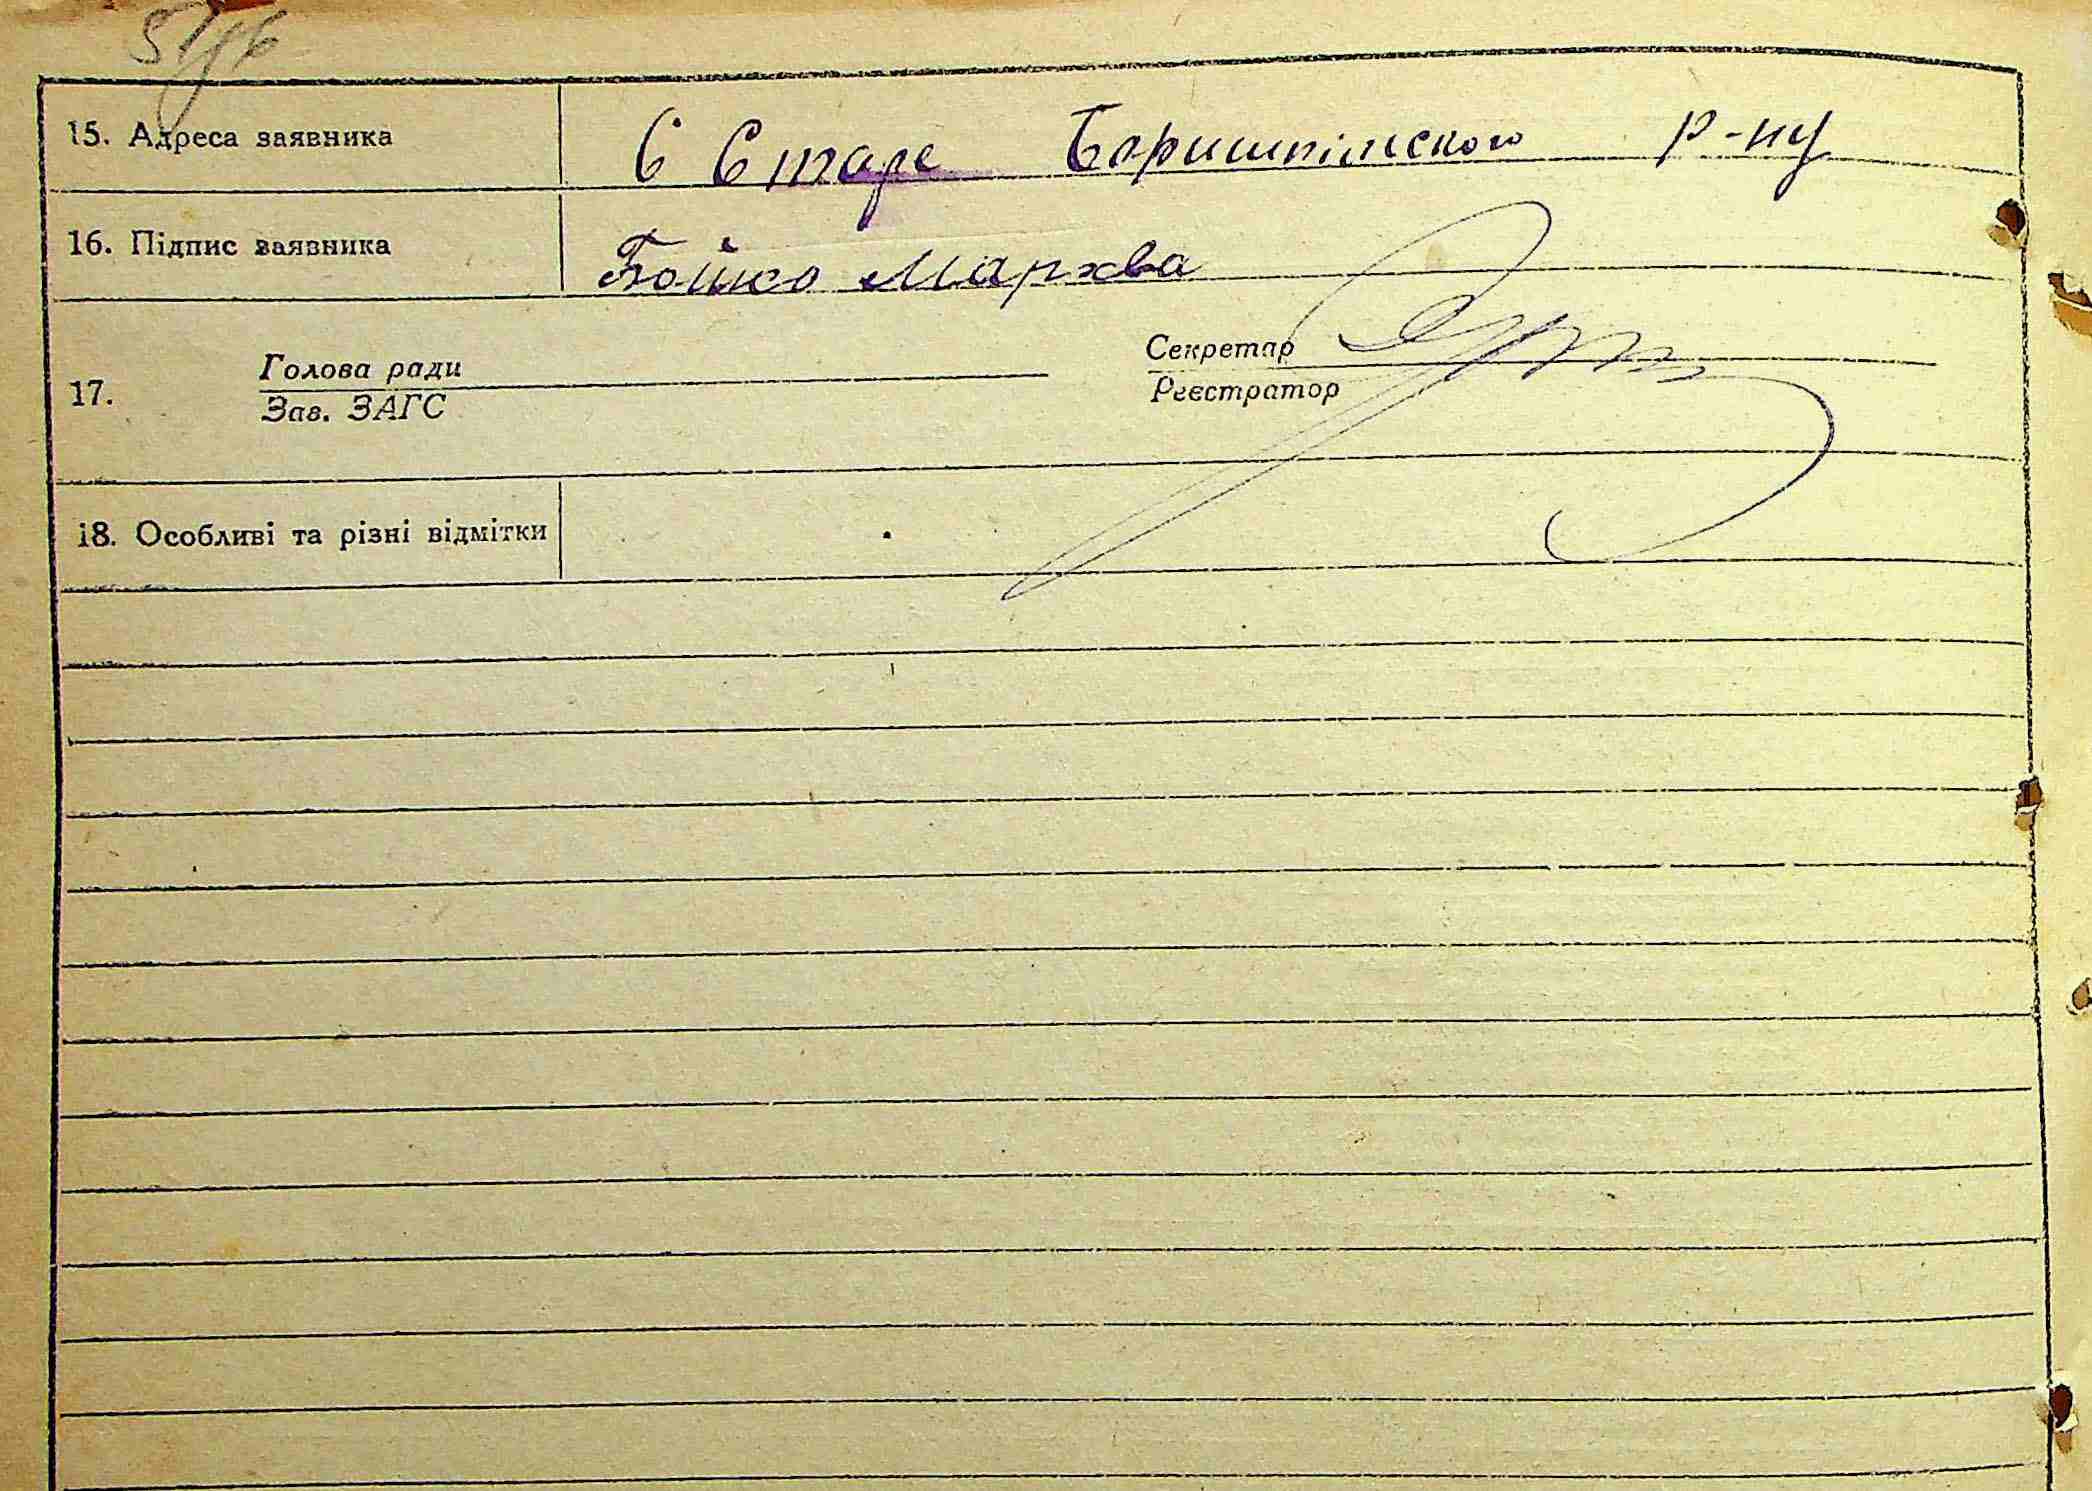 15. Адреса заявника С Старе Бориспільского р-ну
16. Підпис заявника Бойко Мархва
17. Голова ради Секретар
Зав. ЗАГС Реєстратор
18. Особливі та різні відмітки